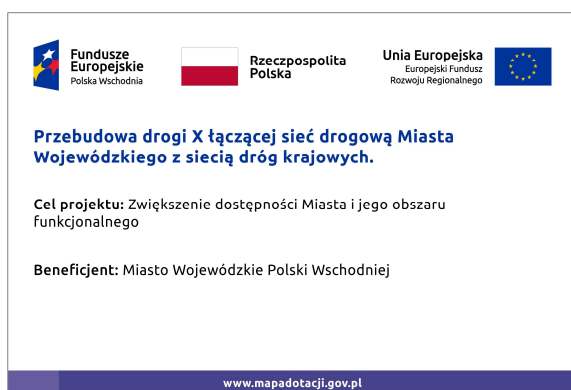 Fundusze
Europejskie
Polska Wschodnia
Rzeczpospolita
Polska
Unia Europejska
Europejski Fundusz
Rozwoju Regionalnego
Przebudowa drogi X łączącej sieć drogową Miasta
Wojewódzkiego z siecią dróg krajowych.
Cel projektu: Zwiększenie dostępności Miasta i jego obszaru
funkcjonalnego
Beneficjent: Miasto Wojewódzkie Polski Wschodniej
www.mapadotacji.gov.pl